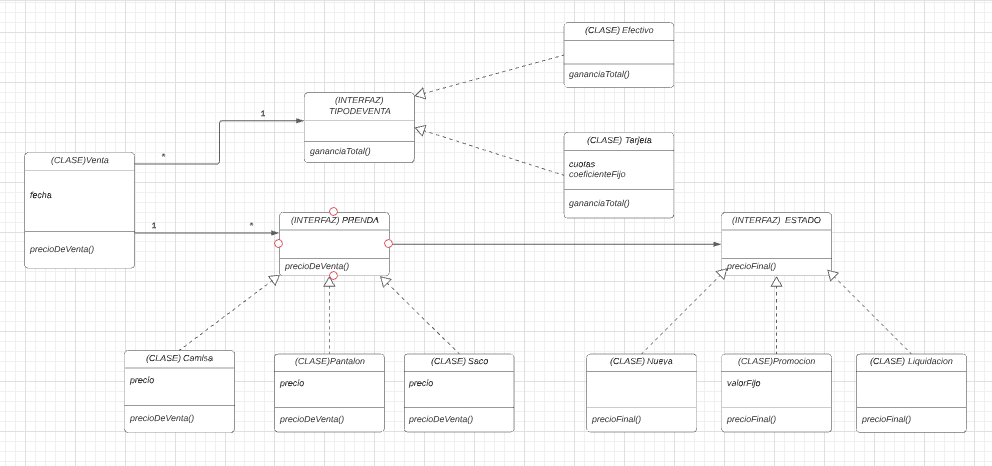 (CLASE) Efectivo
gananciaTotal()
(INTERFAZ)
TIPODEVENTA
gananciaTotal()
1
*
(CLASE) Tarjeta
cuotas
coeficienteFijo
gananciaTotal()
(CLASE)Venta
fecha
precioDeVenta()
1
*
(INTERFAZ) PRENDA
precioDeVenta()
(INTERFAZ) ESTADO
precioFinal()
(CLASE) Camisa
precio
precioDeVenta()
(CLASE)Pantalon
precio
precioDeVenta()
(CLASE) Saco
precio
precioDeVenta()
(CLASE) Nueva
precioFinal()
(CLASE)Promocion
valorFijo
precioFinal()
(CLASE) Liquidacion
precioFinal()